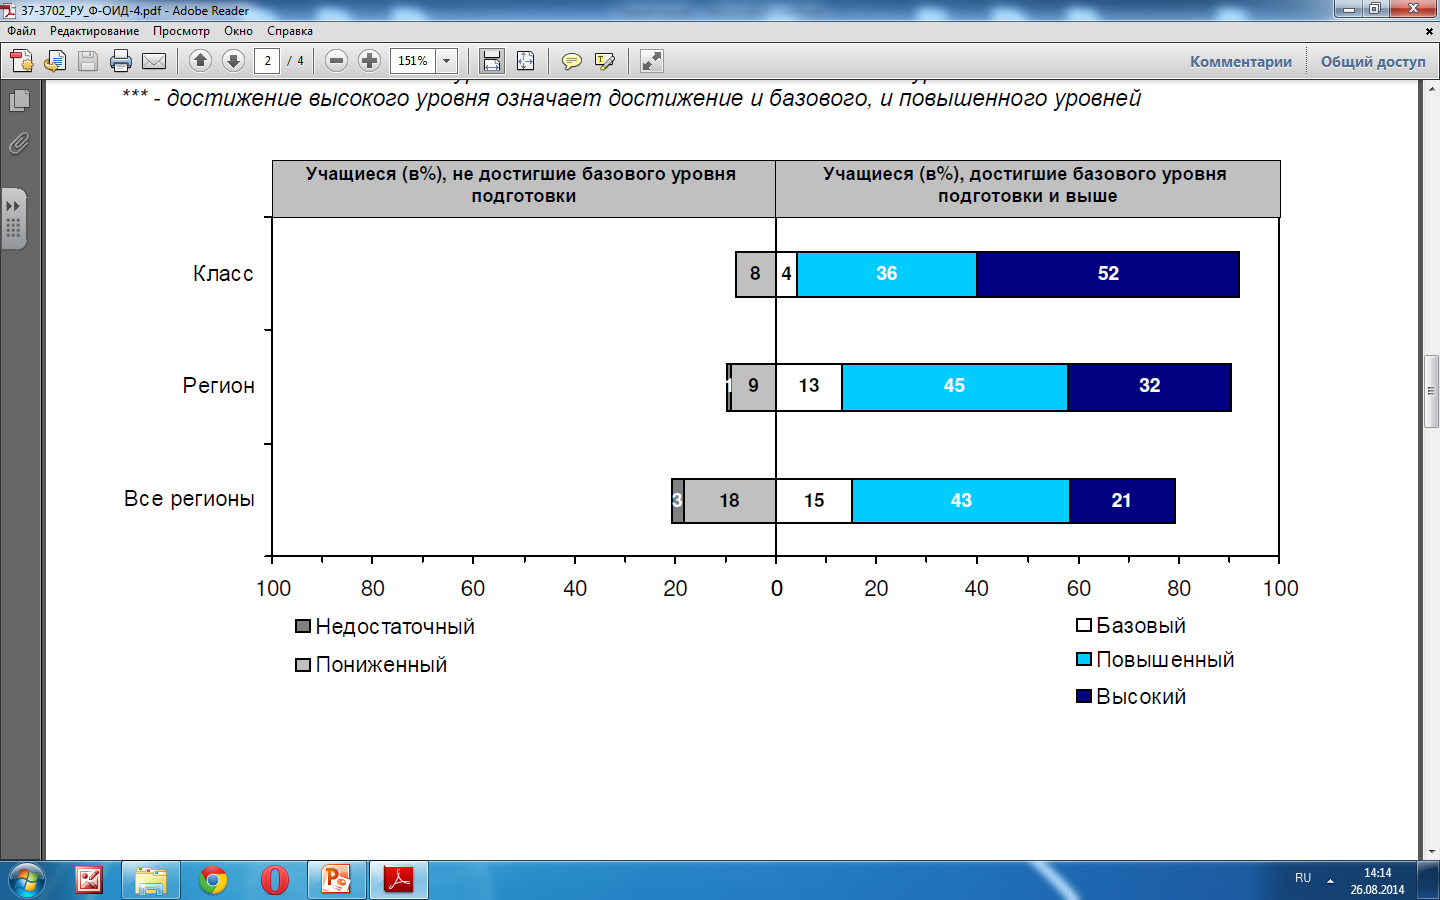 37-3702_РУ_Ф-ОИД-4.pdf - Adobe Reader
Файл Редактирование Просмотр Окно Справка
2 / 4 151% Комментарии Общий доступ
*** - достижение высокого уровня означает достижение и базового, и повышенного уровней
Учащиеся (в%), не достигшие базового уровня
подготовки
Учащиеся (в%), достигшие базового уровня
подготовки и выше
Класс 8 4 36 52
Регион 1 9 13 45 32
Все регионы 3 18 15 43 21
100 80 60 40 20 0 20 40 60 80 100
Недостаточный
Пониженный
Базовый
Повышенный
Высокий
RU 14:14
26.08.2014